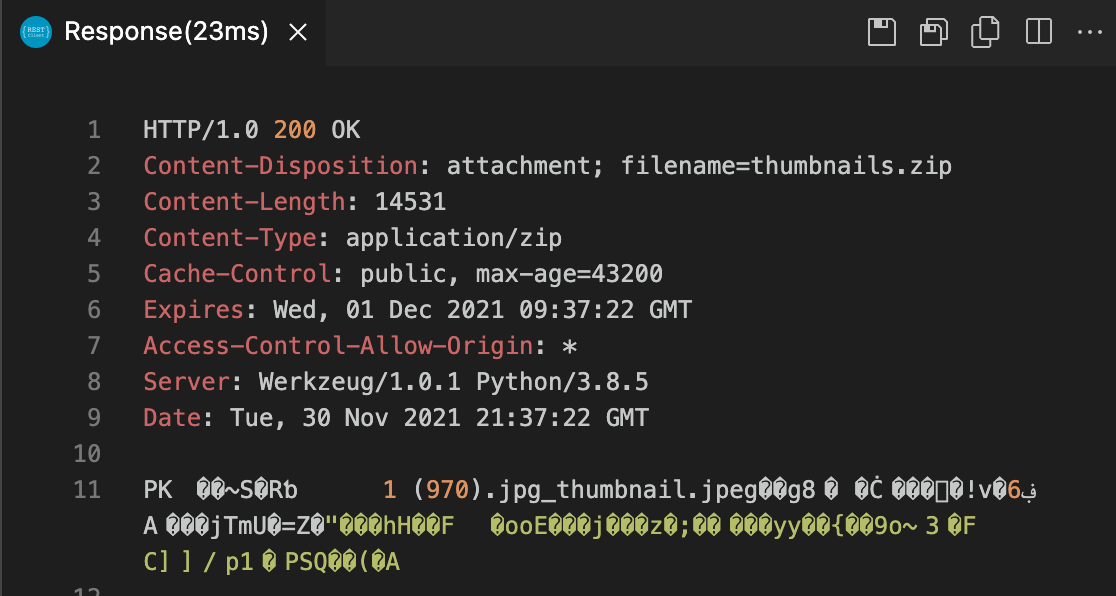 {REST}
Client
Response(23ms)
1 HTTP/1.0 200 OK
2 Content-Disposition: attachment; filename=thumbnails.zip
3 Content-Length: 14531
4 Content-Type: application/zip
5 Cache-Control: public, max-age=43200
6 Expires: Wed, 01 Dec 2021 09:37:22 GMT
7 Access-Control-Allow-Origin: *
8 Server: Werkzeug/1.0.1 Python/3.8.5
9 Date: Tue, 30 Nov 2021 21:37:22 GMT
10
11 PK ��~S�Rb 1 (970).jpg_thumbnail.jpeg��g8� �Ċ���▯�!v�6ڣ
A���jTmU�=Z�"���hH��F �ooE���j���z�;�� ���yy��{��9o~3�F
C]]/p1�PSQ��(�A
12